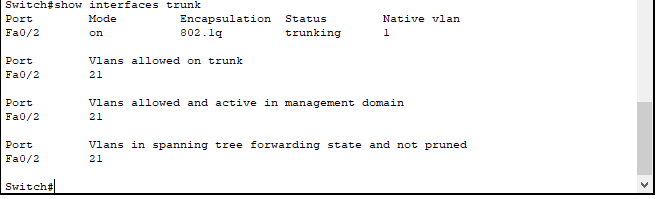 Switch#show interfaces trunk
Port        Mode         Encapsulation  Status        Native vlan
Fa0/2       on           802.1q         trunking      1
Port        Vlans allowed on trunk
Fa0/2       21
Port        Vlans allowed and active in management domain
Fa0/2       21
Port        Vlans in spanning tree forwarding state and not pruned
Fa0/2       21
Switch#